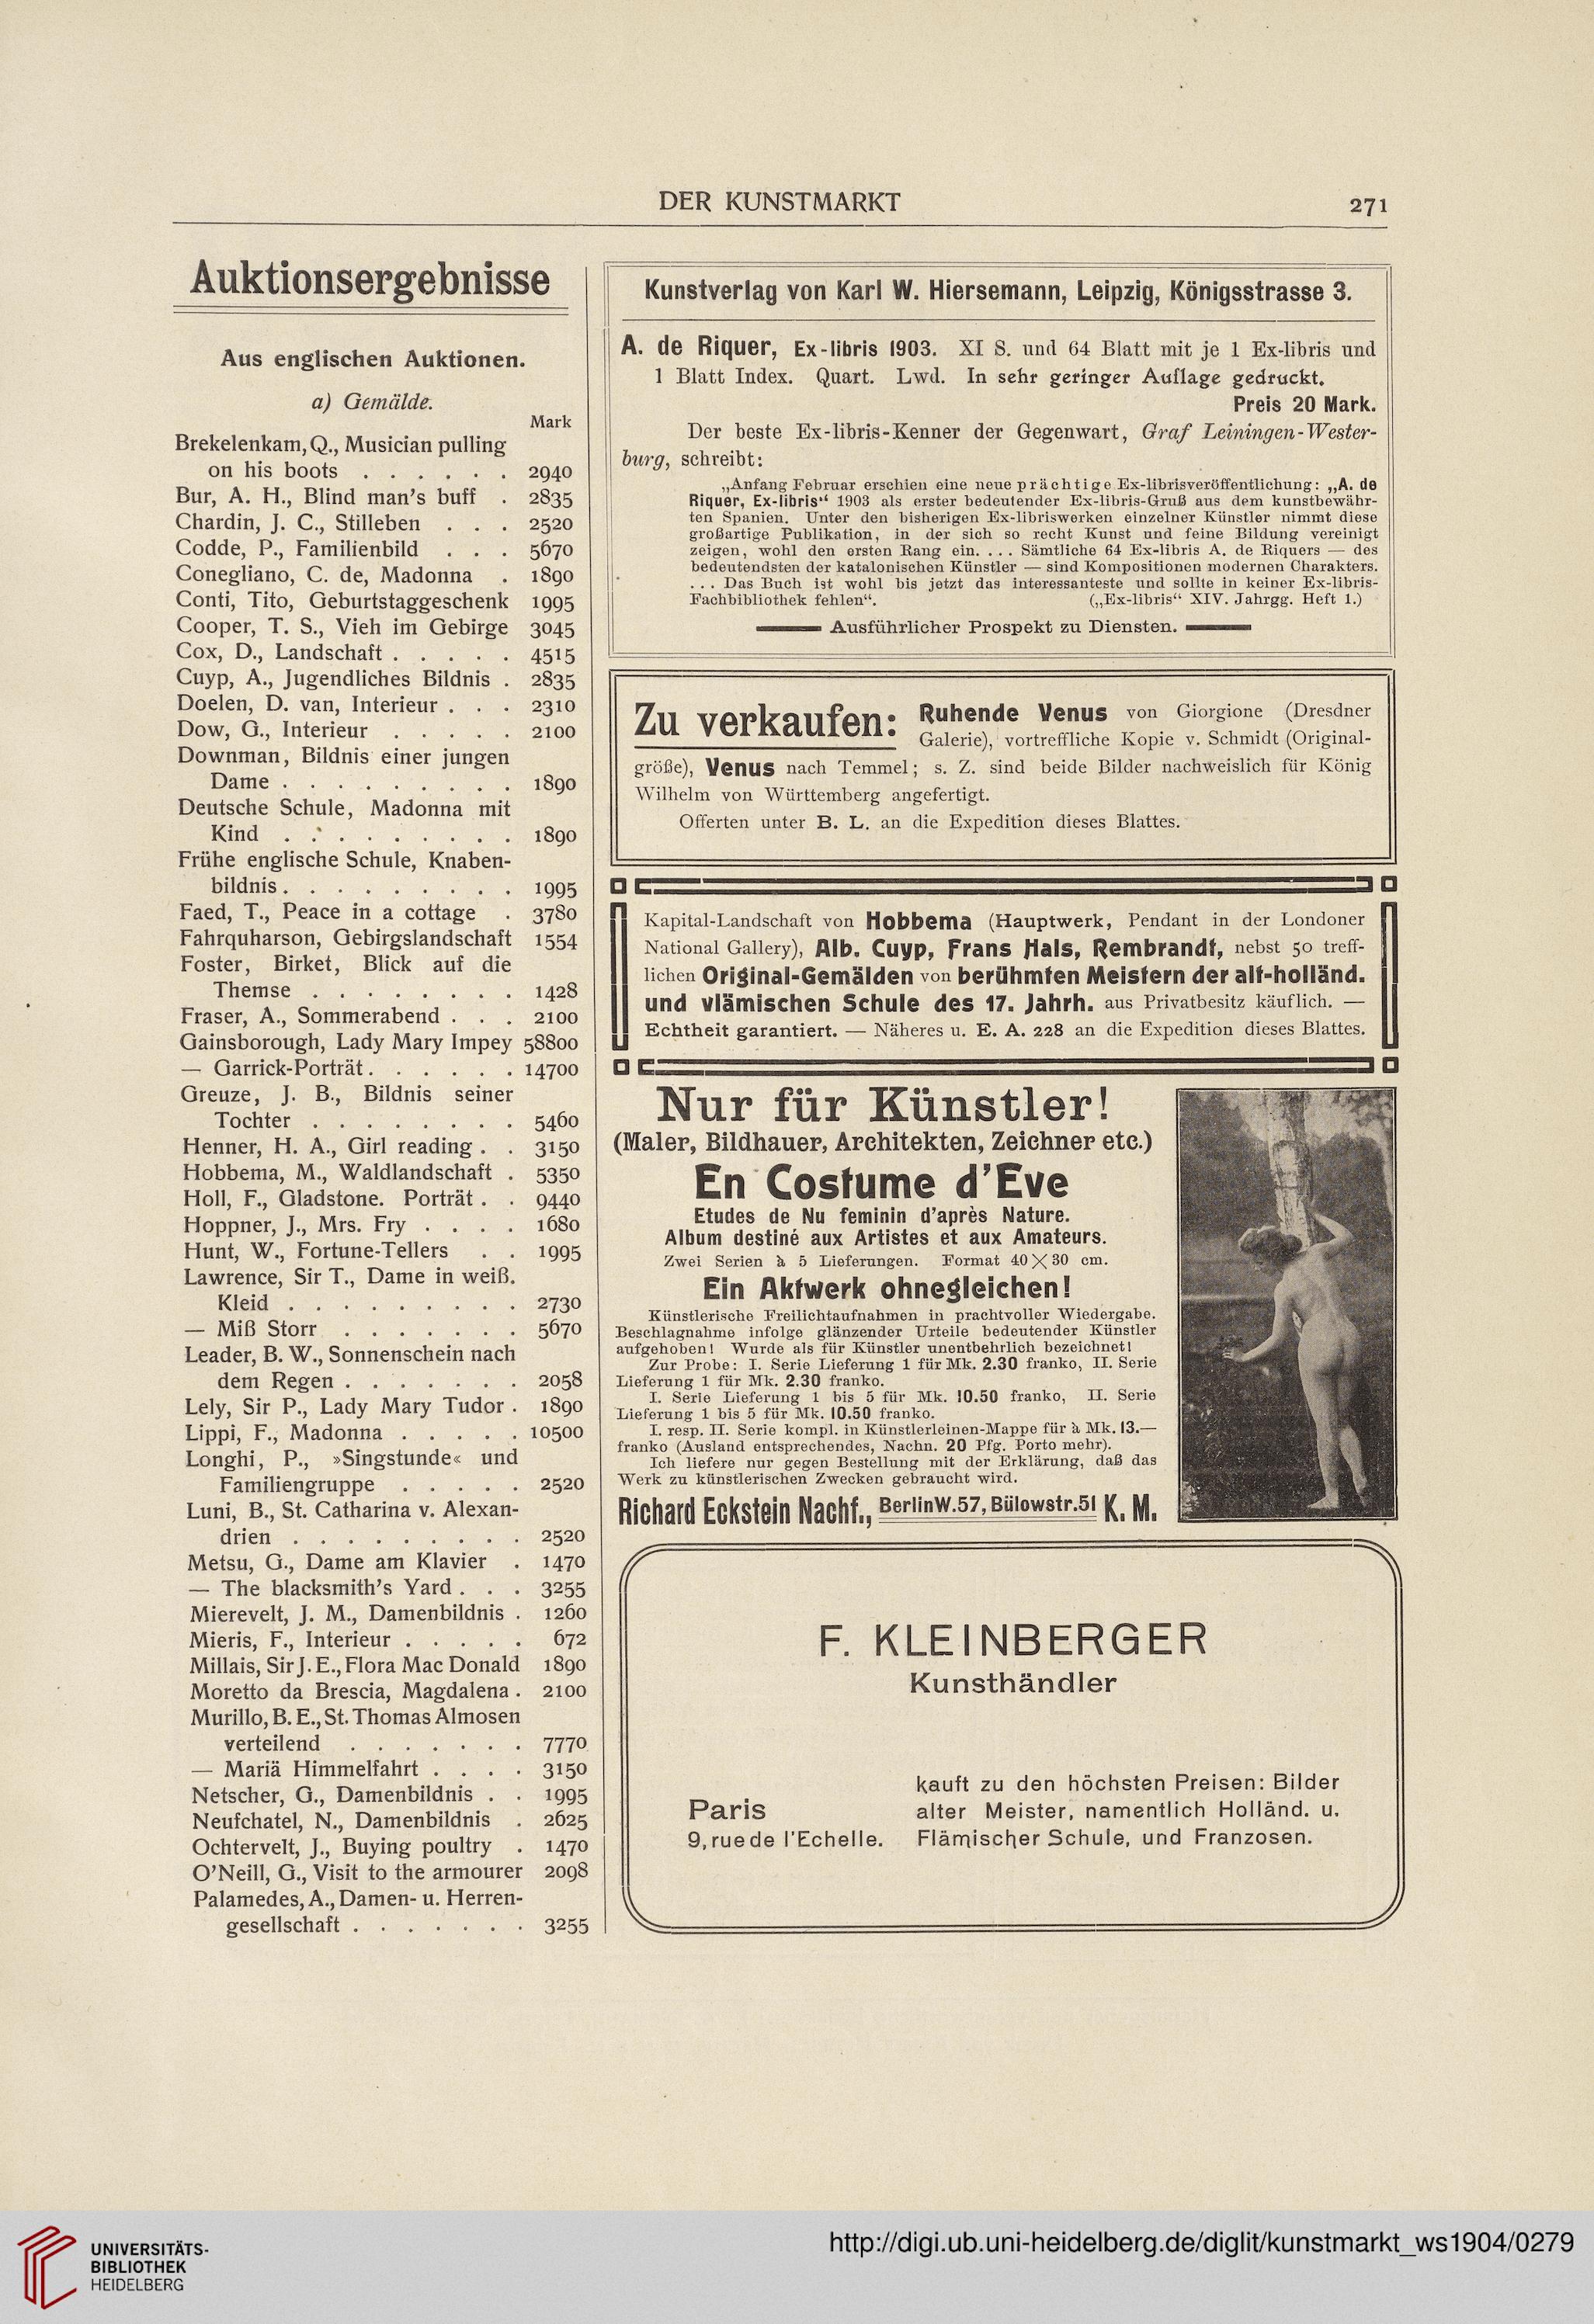 DER KUNSTMARKT
271
Auktionsergebnisse
Aus englischen Auktionen.
a) Gemälde.
Mark
Brekelenkam, Q., Musician pulling
on his boots . . . . . . 2940
Bur, A. H., Blind man's buff . 2835
Chardin, J. C., Stilleben . . . 2520
Codde, P., Familienbild . . . 5670
Conegliano, C. de, Madonna . 1890
Conti, Tito, Geburtstaggeschenk 1995
Cooper, T. S., Vieh im Gebirge 3045
Cox, D., Landschaft . . . . . 4515
Cuyp, A., Jugendliches Bildnis . 2835
Doelen, D. van, Interieur . . . 2310
Dow, G., Interieur . . . . . 2100
Downman, Bildnis einer jungen
Dame . . . . . . . . . 1890
Deutsche Schule, Madonna mit
Kind . . . . . . . . . 1890
Frühe englische Schule, Knaben-
bildnis . . . . . . . . . 1995
Faed, T., Peace in a cottage . 3780
Fahrquharson, Gebirgslandschaft 1554
Foster, Birket, Blick auf die
Themse . . . . . . . . 1428
Fraser, A., Sommerabend . . . 2100
Gainsborough, Lady Mary Impey 58800
— Garrick-Porträt . . . . . . 14700
Greuze, J. B., Bildnis seiner
Tochter . . . . . . . . 5460
Henner, H. A., Girl reading . . 3150
Hobbema, M., Waldlandschaft . 5350
Holl, F., Gladstone. Porträt . . 9440
Hoppner, J., Mrs. Fry . . . . 1680
Hunt, W., Fortune-Tellers . . 1995
Lawrence, Sir T., Dame in weiß.
Kleid . . . . . . . . . 2730
— Miß Storr . . . . . . . 5670
Leader, B. W., Sonnenschein nach
dem Regen . . . . . . . 2058
Lely, Sir P., Lady Mary Tudor . 1890
Lippi, F., Madonna . . . . . 10500
Longhi, P., »Singstunde« und
Familiengruppe . . . . . 2520
Luni, B., St. Catharina v. Alexan-
drien . . . . . . . . . 2520
Metsu, G., Dame am Klavier . 1470
— The blacksmith's Yard . . . 3255
Mierevelt, J. M., Damenbildnis . 1260
Mieris, F., Interieur . . . . . 672
Millais, Sir J. E., Flora Mac Donald 1890
Moretto da Brescia, Magdalena . 2100
Murillo, B. E., St. Thomas Almosen
verteilend . . . . . . . 7770
— Mariä Himmelfahrt . . . . 3150
Netscher, G., Damenbildnis . . 1995
Neufchatel, N., Damenbildnis . 2625
Ochtervelt, J., Buying poultry . 1470
O'Neill, G., Visit to the armourer 2098
Palamedes, A., Damen- u. Herren-
gesellschaft . . . . . . . 3255
Kunstverlag von Karl W. Hiersemann, Leipzig, Königsstrasse 3.
A. de Riquer, Ex-libris 1903. XI S. und 64 Blatt mit je 1 Ex-libris und
1 Blatt Index. Quart. Lwd. In sehr geringer Auflage gedruckt.
Preis 20 Mark.
Der beste Ex-libris-Kenner der Gegenwart, Graf Leiningen-Wester-
burg, schreibt:
„Anfang Februar erschien eine neue prächtige Ex-librisveröffentlichung: „A. de
Riquer, Ex-libris“ 1903 als erster bedeutender Ex-libris-Gruß aus dem kunstbewähr-
ten Spanien. Unter den bisherigen Ex-libriswerken einzelner Künstler nimmt diese
großartige Publikation, in der sich so recht Kunst und feine Bildung vereinigt
zeigen, wohl den ersten Rang ein. . . . Sämtliche 64 Ex-libris A. de Riquers — des
bedeutendsten der katalonischen Künstler — sind Kompositionen modernen Charakters.
. . . Das Buch ist wohl bis jetzt das interessanteste und sollte in keiner Ex-libris-
Fachbibliothek fehlen“. („Ex-libris“ XIV. Jahrgg. Heft 1.)
Ausführlicher Prospekt zu Diensten.
Zu verkaufen: Ruhende Venus von Giorgione (Dresdner
Galerie), vortreffliche Kopie v. Schmidt (Original-
größe), Venus nach Temmel; s. Z. sind beide Bilder nachweislich für König
Wilhelm von Württemberg angefertigt.
Offerten unter B. L. an die Expedition dieses Blattes.
Kapital-Landschaft von Hobbema (Hauptwerk, Pendant in der Londoner
National Gallery), Alb. Cuyp, Frans Hals, Rembrandt, nebst 50 treff-
lichen Original-Gemälden von berühmten Meistern der alt-holländ.
und vlämischen Schule des 17. Jahrh. aus Privatbesitz käuflich. —
Echtheit garantiert. — Näheres u. E. A. 228 an die Expedition dieses Blattes.
Nur für Künstler!
(Maler, Bildhauer, Architekten, Zeichner etc.)
En Costume d'Eve
Etudes de Nu feminin d'après Nature.
Album destiné aux Artistes et aux Amateurs.
Zwei Serien à 5 Lieferungen. Format 40×30 cm.
Ein Aktwerk ohnegleichen!
Künstlerische Freilichtaufnahmen in prachtvoller Wiedergabe.
Beschlagnahme infolge glänzender Urteile bedeutender Künstler
aufgehoben! Wurde als für Künstler unentbehrlich bezeichnet!
Zur Probe: I. Serie Lieferung 1 für Mk. 2.30 franko, II. Serie
Lieferung 1 für Mk. 2.30 franko.
I. Serie Lieferung 1 bis 5 für Mk. 10.50 franko, II. Serie
Lieferung 1 bis 5 für Mk. 10.50 franko.
I. resp. II. Serie kompl. in Künstlerleinen-Mappe für à Mk. 13.—
franko (Ausland entsprechendes, Nachn. 20 Pfg. Porto mehr).
Ich liefere nur gegen Bestellung mit der Erklärung, daß das
Werk zu künstlerischen Zwecken gebraucht wird.
Richard Eckstein Nachf., Berlin W. 57, Bülowstr. 51 K. M.
F. KLEINBERGER
Kunsthändler
Paris
9, rue de l'Echelle.
kauft zu den höchsten Preisen: Bilder
alter Meister, namentlich Holländ. u.
Flämischer Schule, und Franzosen.
UNIVERSITÄTS-
BIBLIOTHEK
HEIDELBERG
http://digi.ub.uni-heidelberg.de/diglit/kunstmarkt_ws1904/0279